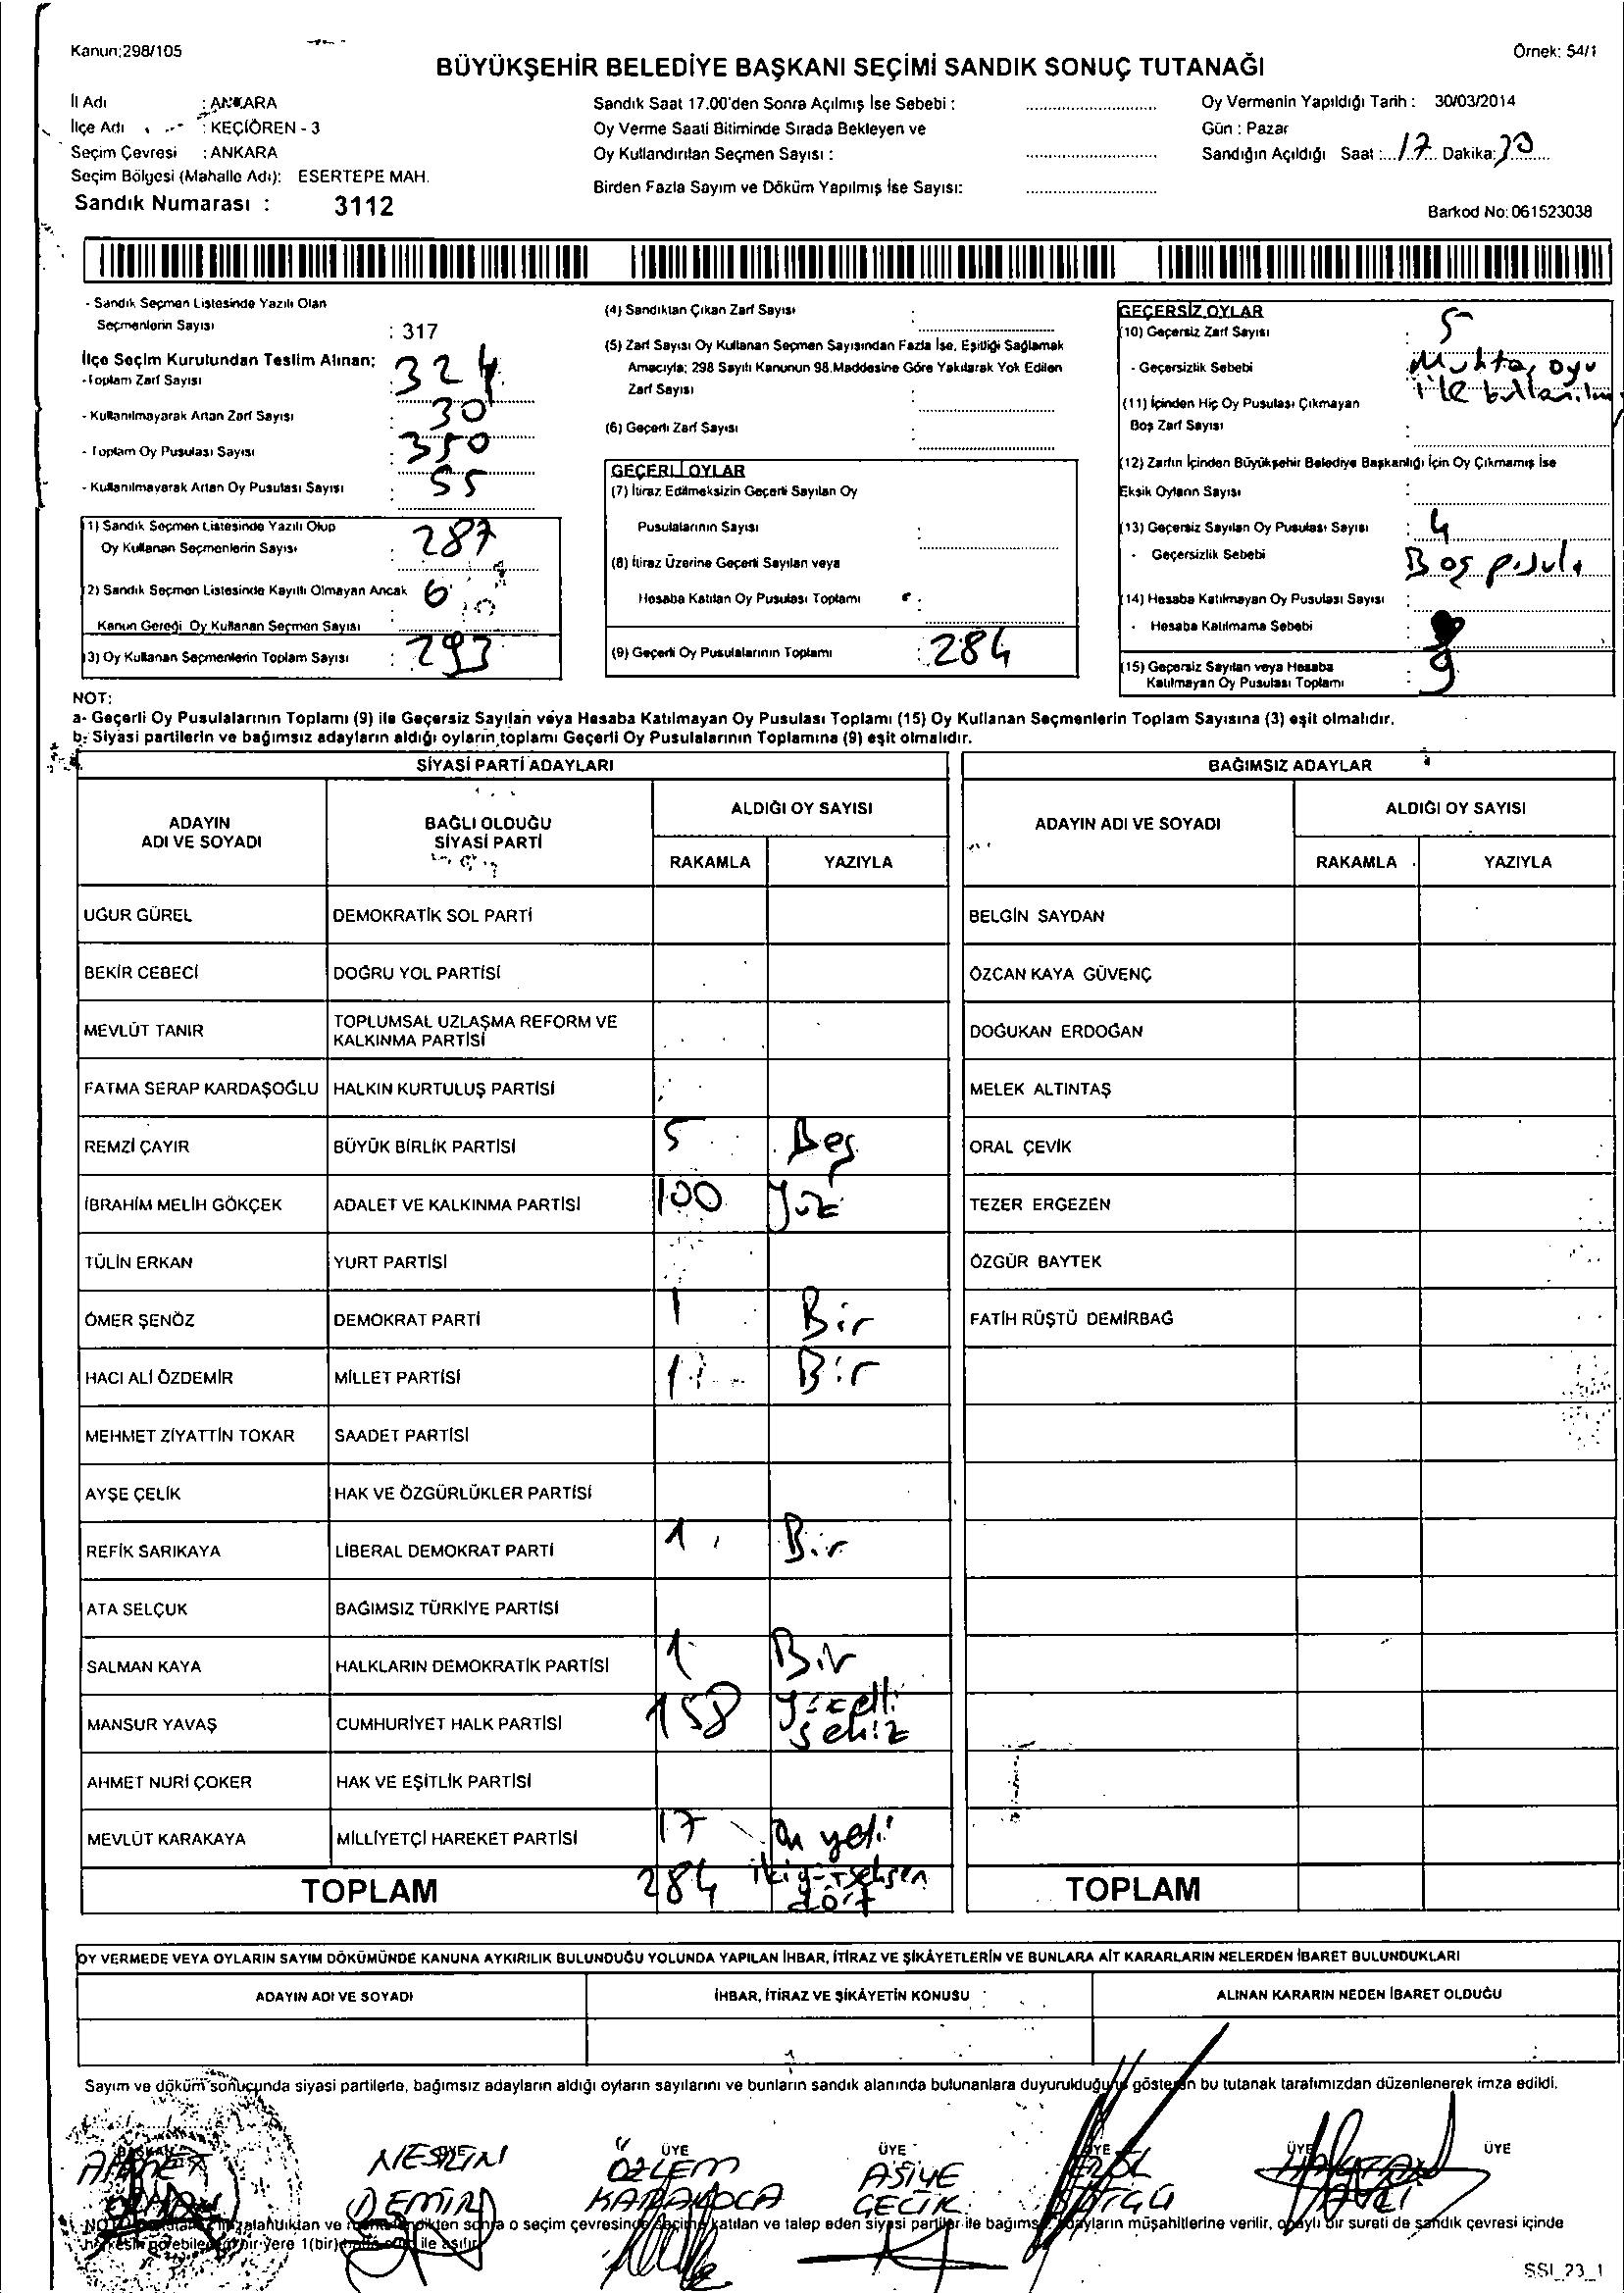 Kanun:298/105
Örnek: 54/1
BÜYÜKŞEHİR BELEDİYE BAŞKANI SEÇİMİ SANDIK SONUÇ TUTANAĞI
İl Adı : ANKARA
İlçe Adı : KEÇİÖREN - 3
Seçim Çevresi : ANKARA
Seçim Bölgesi (Mahalle Adı): ESERTEPE MAH.
Sandık Numarası : 3112
Sandık Saat 17.00'den Sonra Açılmış İse Sebebi :
Oy Verme Saati Bitiminde Sırada Bekleyen ve
Oy Kullandırılan Seçmen Sayısı :
Birden Fazla Sayım ve Döküm Yapılmış İse Sayısı:
Oy Vermenin Yapıldığı Tarih : 30/03/2014
Gün : Pazar
Sandığın Açıldığı Saat : 17 Dakika: 30
Barkod No: 061523038
- Sandık Seçmen Listesinde Yazılı Olan
Seçmenlerin Sayısı : 317
İlçe Seçim Kurulundan Teslim Alınan;
-Toplam Zarf Sayısı : 324
- Kullanılmayarak Artan Zarf Sayısı : 30
- Toplam Oy Pusulası Sayısı : 350
- Kullanılmayarak Artan Oy Pusulası Sayısı : 55
(1) Sandık Seçmen Listesinde Yazılı Olup
Oy Kullanan Seçmenlerin Sayısı : 287
(2) Sandık Seçmen Listesinde Kayıtlı Olmayan Ancak
Kanun Gereği Oy Kullanan Seçmen Sayısı : 6
(3) Oy Kullanan Seçmenlerin Toplam Sayısı : 293
(4) Sandıktan Çıkan Zarf Sayısı :
(5) Zarf Sayısı Oy Kullanan Seçmen Sayısından Fazla İse, Eşitliği Sağlamak
Amacıyla; 298 Sayılı Kanunun 98.Maddesine Göre Yakılarak Yok Edilen
Zarf Sayısı :
(6) Geçerli Zarf Sayısı :
GEÇERLİ OYLAR
(7) İtiraz Edilmeksizin Geçerli Sayılan Oy
Pusulalarının Sayısı :
(8) İtiraz Üzerine Geçerli Sayılan veya
Hesaba Katılan Oy Pusulası Toplamı :
(9) Geçerli Oy Pusulalarının Toplamı : 284
GEÇERSİZ OYLAR
(10) Geçersiz Zarf Sayısı : 5
- Geçersizlik Sebebi Muhtar oyu
ile
(11) İçinden Hiç Oy Pusulası Çıkmayan
Boş Zarf Sayısı :
(12) Zarfın İçinden Büyükşehir Belediye Başkanlığı İçin Oy Çıkmamış İse
Eksik Oyların Sayısı :
(13) Geçersiz Sayılan Oy Pusulası Sayısı : 4
- Geçersizlik Sebebi Boş pusula
(14) Hesaba Katılmayan Oy Pusulası Sayısı :
- Hesaba Katılmama Sebebi :
(15) Geçersiz Sayılan veya Hesaba
Katılmayan Oy Pusulası Toplamı : 9
NOT:
a- Geçerli Oy Pusulalarının Toplamı (9) ile Geçersiz Sayılan veya Hesaba Katılmayan Oy Pusulası Toplamı (15) Oy Kullanan Seçmenlerin Toplam Sayısına (3) eşit olmalıdır.
b- Siyasi partilerin ve bağımsız adayların aldığı oyların toplamı Geçerli Oy Pusulalarının Toplamına (9) eşit olmalıdır.
SİYASİ PARTİ ADAYLARI
BAĞIMSIZ ADAYLAR
ADAYIN
ADI VE SOYADI
BAĞLI OLDUĞU
SİYASİ PARTİ
ALDIĞI OY SAYISI
RAKAMLA YAZIYLA
ADAYIN ADI VE SOYADI
ALDIĞI OY SAYISI
RAKAMLA YAZIYLA
UĞUR GÜREL DEMOKRATİK SOL PARTİ BELGİN SAYDAN
BEKİR CEBECİ DOĞRU YOL PARTİSİ ÖZCAN KAYA GÜVENÇ
MEVLÜT TANIR TOPLUMSAL UZLAŞMA REFORM VE
KALKINMA PARTİSİ DOĞUKAN ERDOĞAN
FATMA SERAP KARDAŞOĞLU HALKIN KURTULUŞ PARTİSİ MELEK ALTINTAŞ
REMZİ ÇAYIR BÜYÜK BİRLİK PARTİSİ 5 Beş ORAL ÇEVİK
İBRAHİM MELİH GÖKÇEK ADALET VE KALKINMA PARTİSİ 100 Yüz TEZER ERGEZEN
TÜLİN ERKAN YURT PARTİSİ ÖZGÜR BAYTEK
ÖMER ŞENÖZ DEMOKRAT PARTİ 1 Bir FATİH RÜŞTÜ DEMİRBAĞ
HACI ALİ ÖZDEMİR MİLLET PARTİSİ 1 Bir
MEHMET ZİYATTİN TOKAR SAADET PARTİSİ
AYŞE ÇELİK HAK VE ÖZGÜRLÜKLER PARTİSİ
REFİK SARIKAYA LİBERAL DEMOKRAT PARTİ 1 Bir
ATA SELÇUK BAĞIMSIZ TÜRKİYE PARTİSİ
SALMAN KAYA HALKLARIN DEMOKRATİK PARTİSİ 1 Bir
MANSUR YAVAŞ CUMHURİYET HALK PARTİSİ 158 Yüzelli
sekiz
AHMET NURİ ÇOKER HAK VE EŞİTLİK PARTİSİ
MEVLÜT KARAKAYA MİLLİYETÇİ HAREKET PARTİSİ 17 On yedi
TOPLAM 284 ikiyüzseksen
dört
TOPLAM
OY VERMEDE VEYA OYLARIN SAYIM DÖKÜMÜNDE KANUNA AYKIRILIK BULUNDUĞU YOLUNDA YAPILAN İHBAR, İTİRAZ VE ŞİKÂYETLERİN VE BUNLARA AİT KARARLARIN NELERDEN İBARET BULUNDUKLARI
ADAYIN ADI VE SOYADI İHBAR, İTİRAZ VE ŞİKÂYETİN KONUSU ALINAN KARARIN NEDEN İBARET OLDUĞU
Sayım ve döküm sonucunda siyasi partilerle, bağımsız adayların aldığı oyların sayılarını ve bunların sandık alanında bulunanlara duyurulduğunu gösteren bu tutanak tarafımızdan düzenlenerek imza edildi.
BAŞKAN ÜYE ÜYE ÜYE ÜYE ÜYE ÜYE
AHMET NESRİN ÖZLEM ASİYE EROL
DEMİR KARAKOCA GEÇİK
o seçim çevresinde seçime katılan ve talep eden siyasi partiler ile bağımsız adayların müşahitlerine verilir, onaylı bir sureti de sandık çevresi içinde
herkesin görebileceği bir yere 1(bir) hafta süre ile asılır.
SSI_23_1